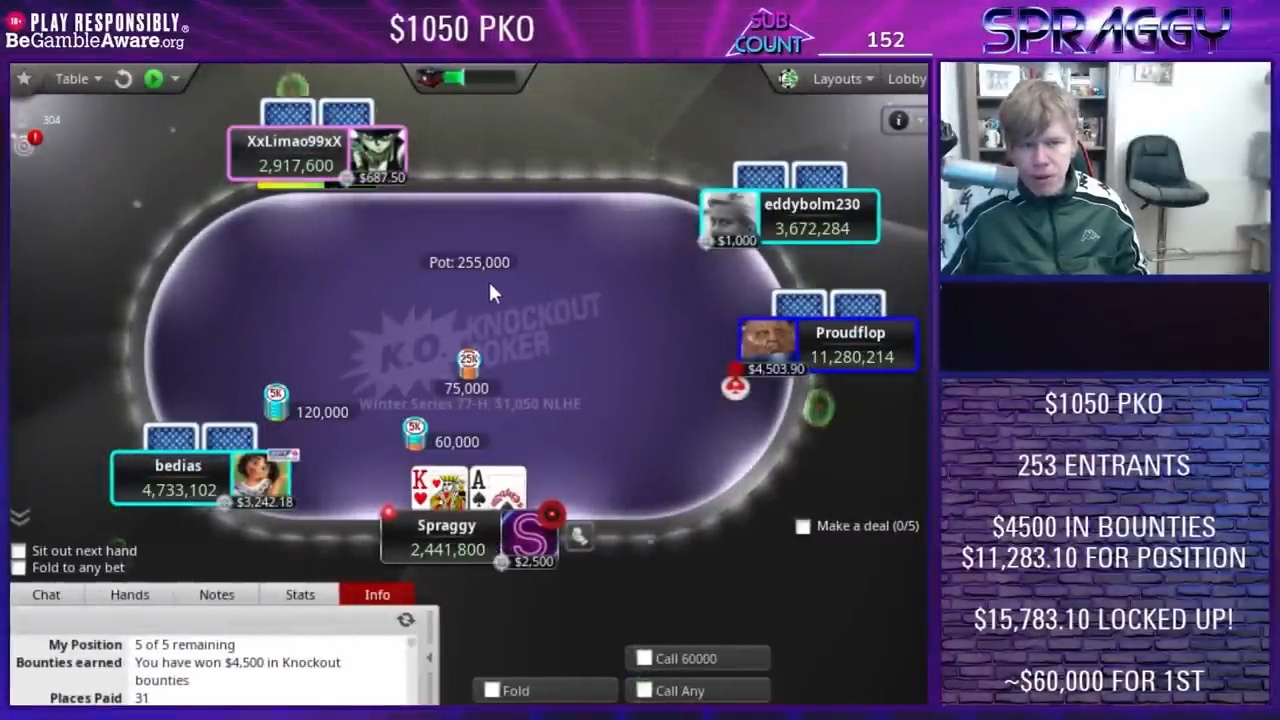 18+ PLAY RESPONSIBLY®
BeGambleAware.org
$1050 PKO
SUB
COUNT
152
SPRAGGY
Table
Layouts
Lobby
304
XxLimao99xX
2,917,600
$687.50
eddybolm230
3,672,284
$1,000
Pot: 255,000
Proudflop
11,280,214
$4,503.90
K.O. KNOCKOUT
POKER
25K
75,000
Winter Series 77-H: $1,050 NLHE
5K
120,000
5K
60,000
bedias
4,733,102
$3,242.18
K A
Spraggy
2,441,800
S
$2,500
Make a deal (0/5)
Sit out next hand
Fold to any bet
Chat
Hands
Notes
Stats
Info
My Position 5 of 5 remaining
Bounties earned You have won $4,500 in Knockout
bounties
Places Paid 31
Call 60000
Fold
Call Any
$1050 PKO
253 ENTRANTS
$4500 IN BOUNTIES
$11,283.10 FOR POSITION
$15,783.10 LOCKED UP!
~$60,000 FOR 1ST